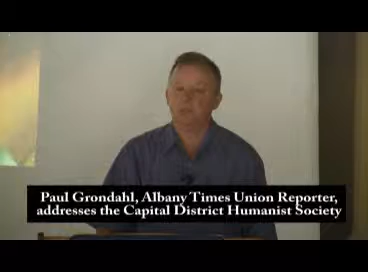 Paul Grondahl, Albany Times Union Reporter,
addresses the Capital District Humanist Society